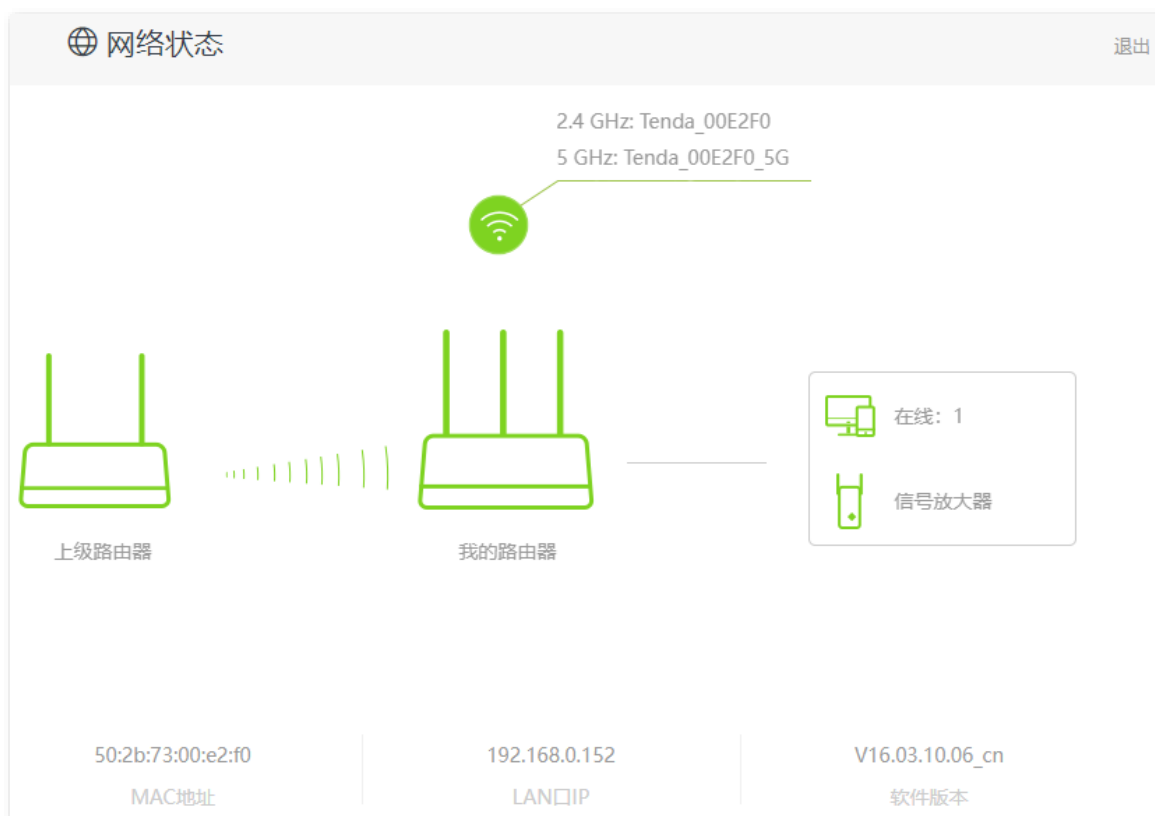 网络状态
退出
2.4 GHz: Tenda_00E2F0
5 GHz: Tenda_00E2F0_5G
在线：1
信号放大器
上级路由器
我的路由器
50:2b:73:00:e2:f0
192.168.0.152
V16.03.10.06_cn
MAC地址
LAN口IP
软件版本